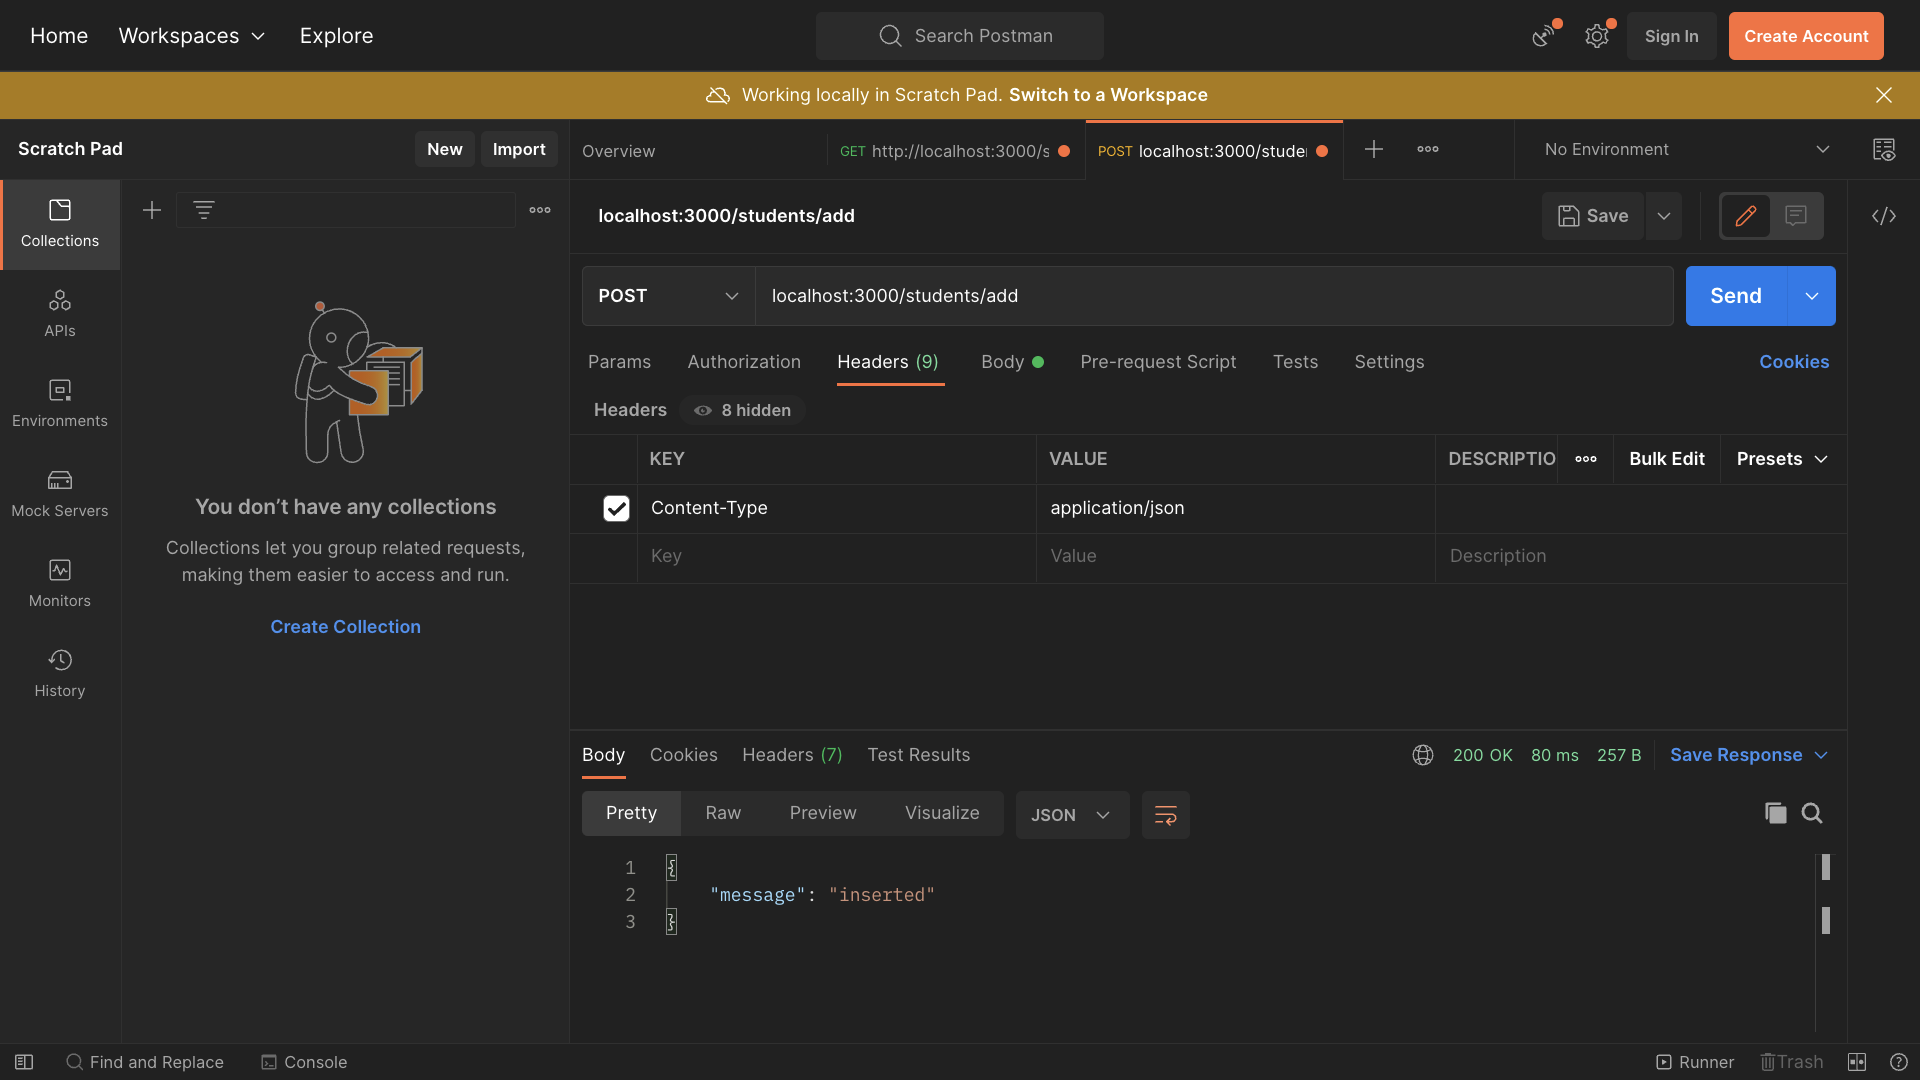 Home Workspaces Explore Search Postman Sign In Create Account
Working locally in Scratch Pad. Switch to a Workspace
Scratch Pad New Import
Overview GET http://localhost:3000/s POST localhost:3000/stude No Environment
Collections
APIs
Environments
Mock Servers
Monitors
History
You don’t have any collections
Collections let you group related requests,
making them easier to access and run.
Create Collection
localhost:3000/students/add Save
POST localhost:3000/students/add Send
Params Authorization Headers (9) Body Pre-request Script Tests Settings Cookies
Headers 8 hidden
KEY VALUE DESCRIPTIO Bulk Edit Presets
Content-Type application/json
Key Value Description
Body Cookies Headers (7) Test Results 200 OK 80 ms 257 B Save Response
Pretty Raw Preview Visualize JSON
1 {
2 "message": "inserted"
3 }
Find and Replace Console Runner Trash